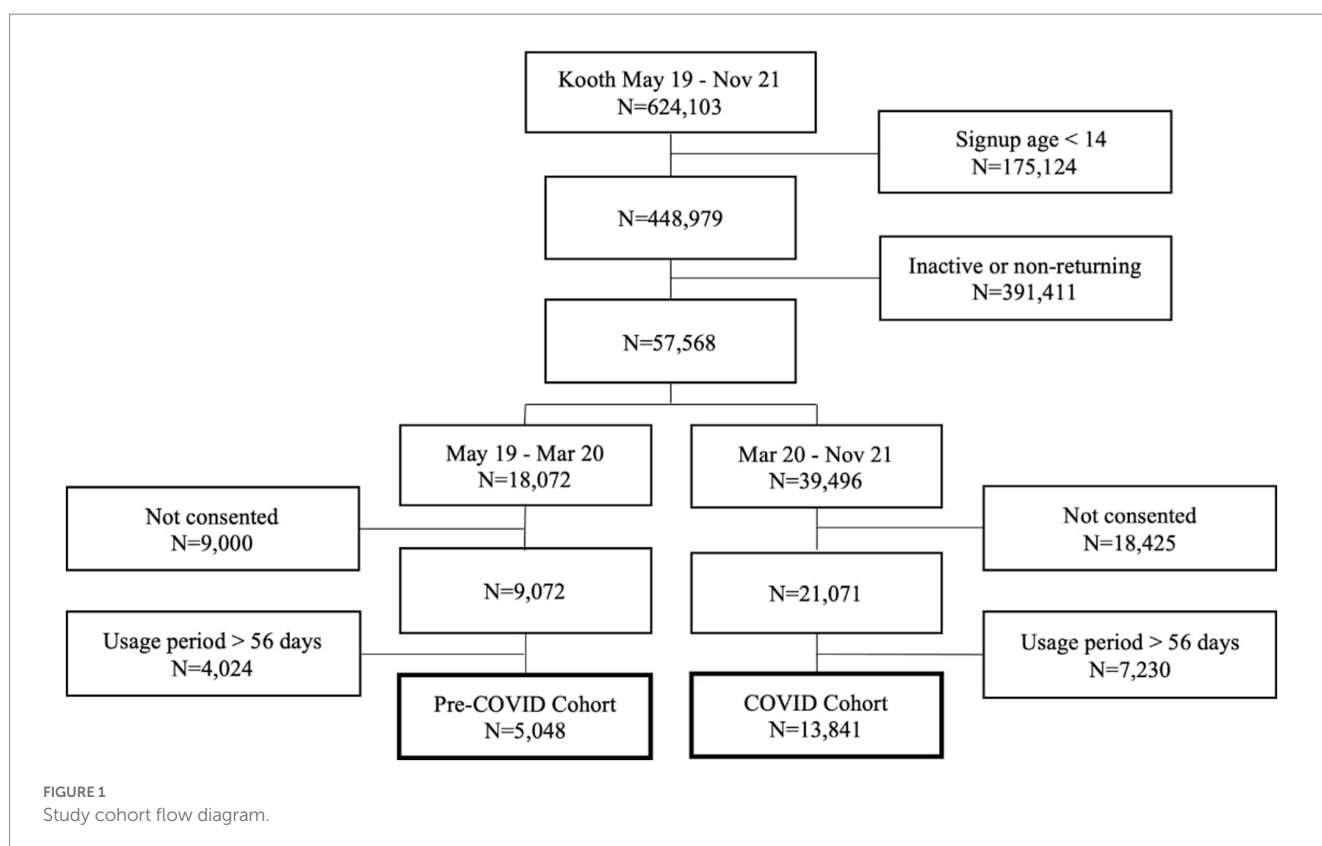 Kooth May 19 - Nov 21
N=624,103
Signup age < 14
N=175,124
N=448,979
Inactive or non-returning
N=391,411
N=57,568
May 19 - Mar 20
N=18,072
Mar 20 - Nov 21
N=39,496
Not consented
N=9,000
Not consented
N=18,425
N=9,072
N=21,071
Usage period > 56 days
N=4,024
Usage period > 56 days
N=7,230
Pre-COVID Cohort
N=5,048
COVID Cohort
N=13,841
FIGURE 1
Study cohort flow diagram.